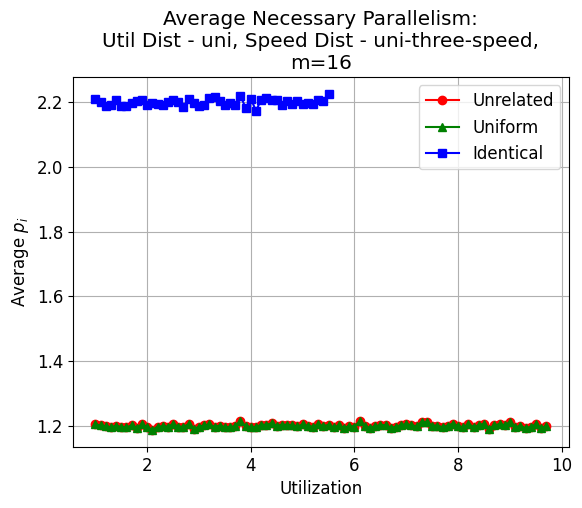 Average Necessary Parallelism:
Util Dist - uni, Speed Dist - uni-three-speed,
m=16
Unrelated
Uniform
Identical
Average p_i
2.2
2.0
1.8
1.6
1.4
1.2
2 4 6 8 10
Utilization